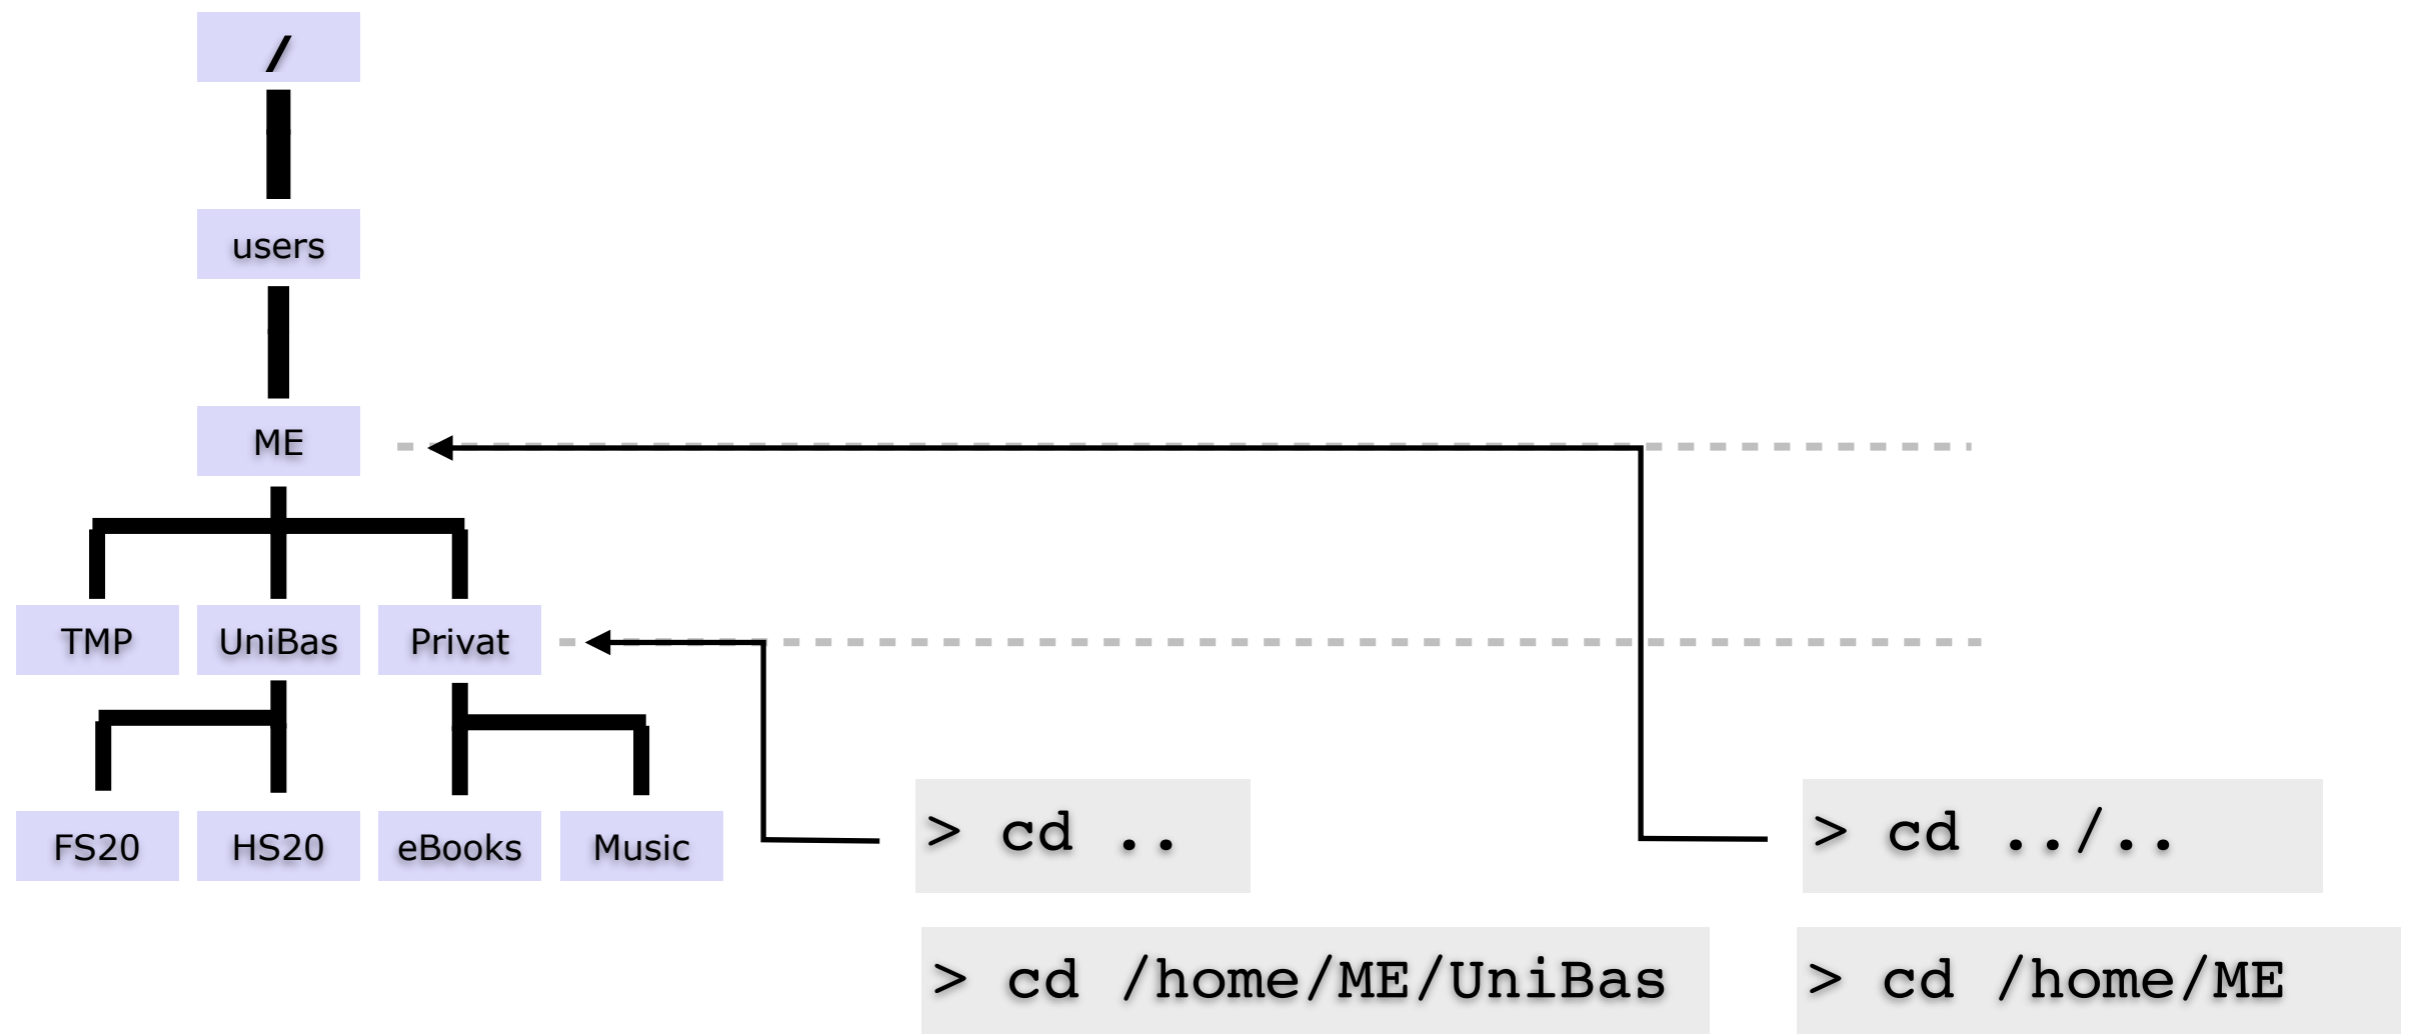 /
users
ME
TMP UniBas Privat
FS20 HS20 eBooks Music
> cd ..
> cd ../..
> cd /home/ME/UniBas
> cd /home/ME